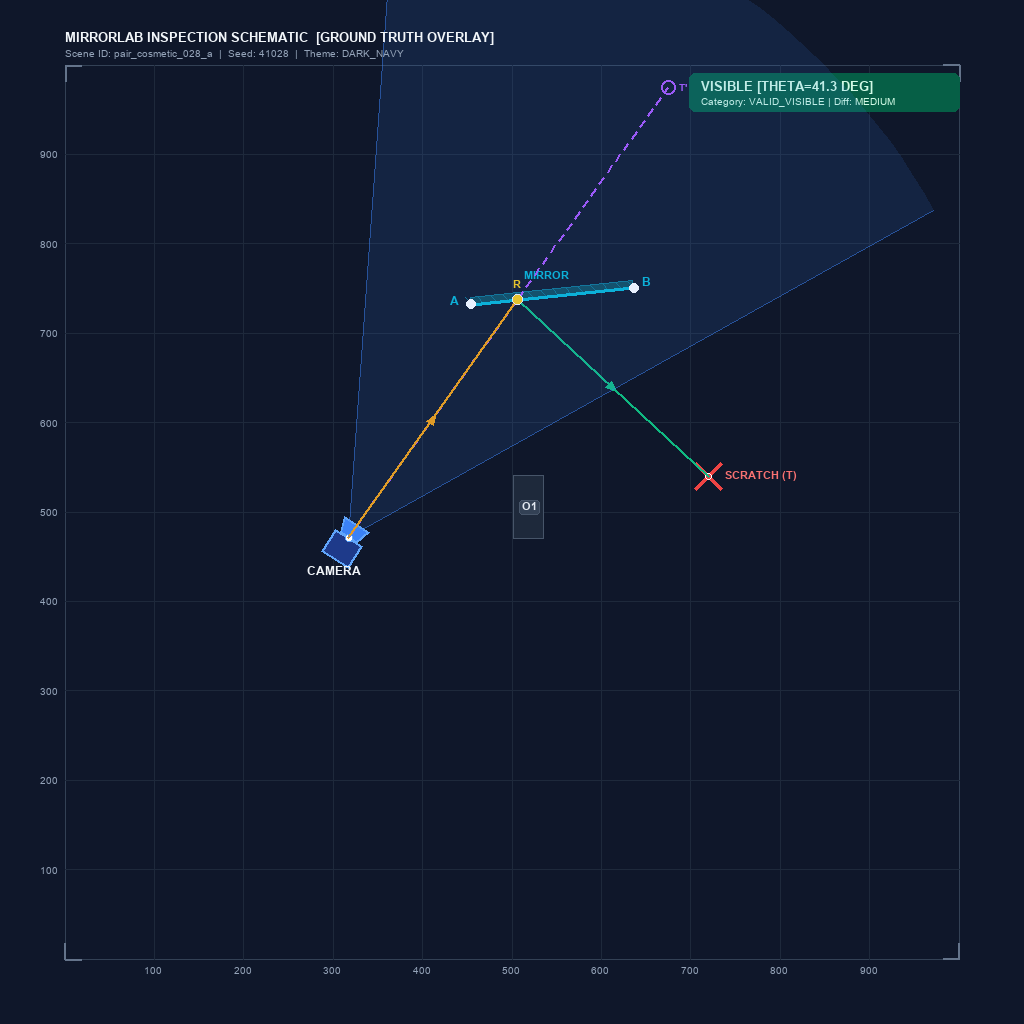 MIRRORLAB INSPECTION SCHEMATIC [GROUND TRUTH OVERLAY]
Scene ID: pair_cosmetic_028_a | Seed: 41028 | Theme: DARK_NAVY
T'
VISIBLE [THETA=41.3 DEG]
Category: VALID_VISIBLE | Diff: MEDIUM
900
800
MIRROR
R
A
B
700
600
SCRATCH (T)
500
O1
CAMERA
400
300
200
100
100 200 300 400 500 600 700 800 900